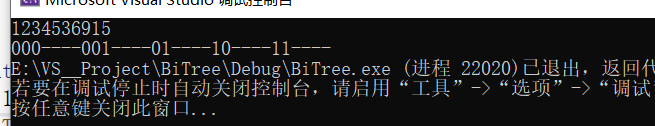 Microsoft Visual Studio 调试控制台
1234536915
000----001----01----10----11----
E:\VS__Project\BiTree\Debug\BiTree.exe (进程 22020)已退出，返回代
若要在调试停止时自动关闭控制台，请启用“工具”->“选项”->“调试”
按任意键关闭此窗口...